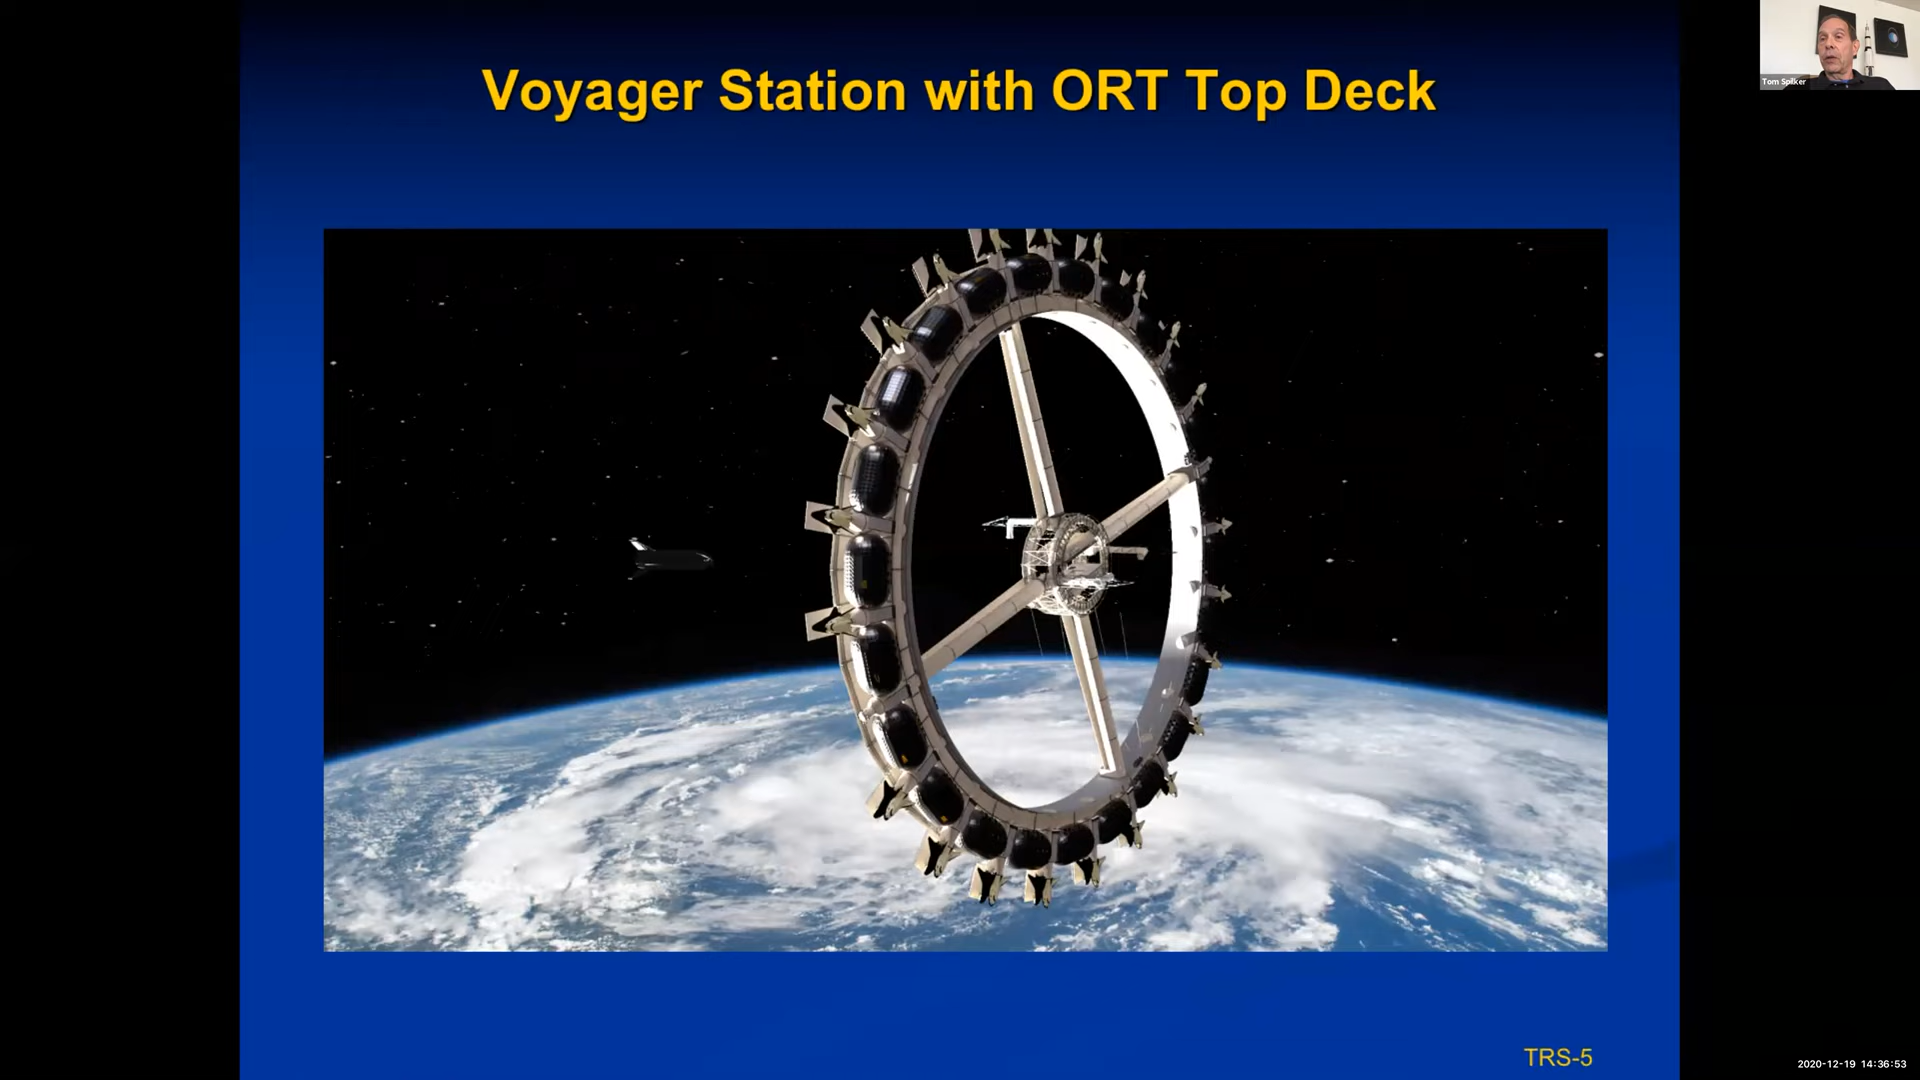 Voyager Station with ORT Top Deck
Tom Spilker
TRS-5
2020-12-19 14:36:53